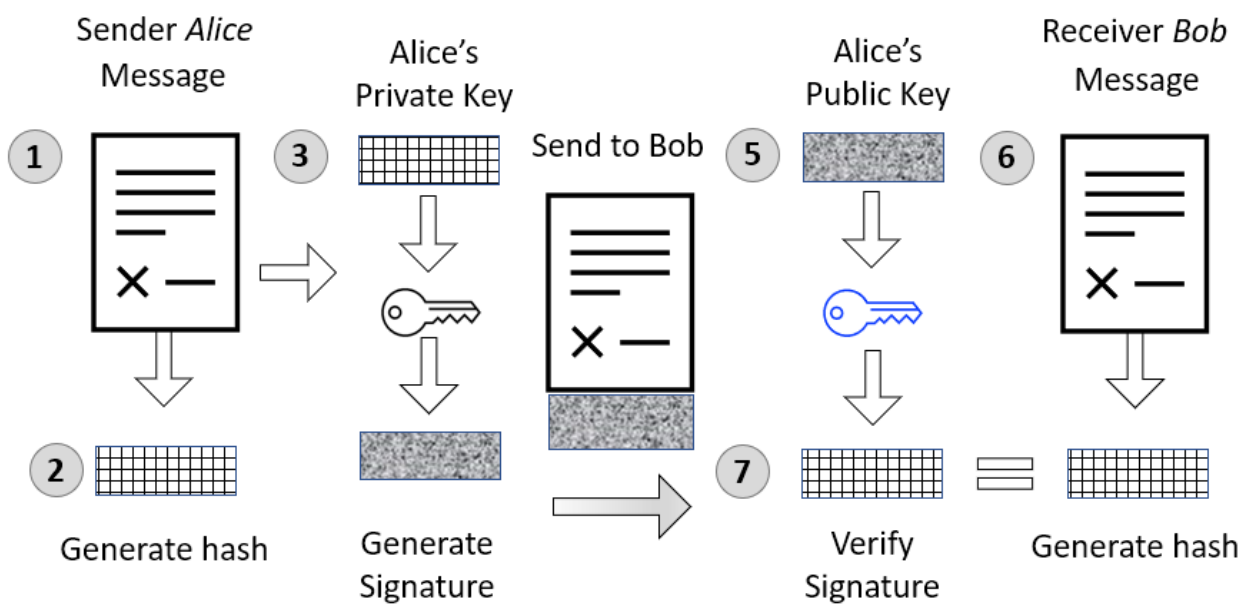 Sender Alice
Message
1
2
Generate hash
Alice's
Private Key
3
Generate
Signature
Send to Bob
Alice's
Public Key
5
7
Verify
Signature
Receiver Bob
Message
6
Generate hash